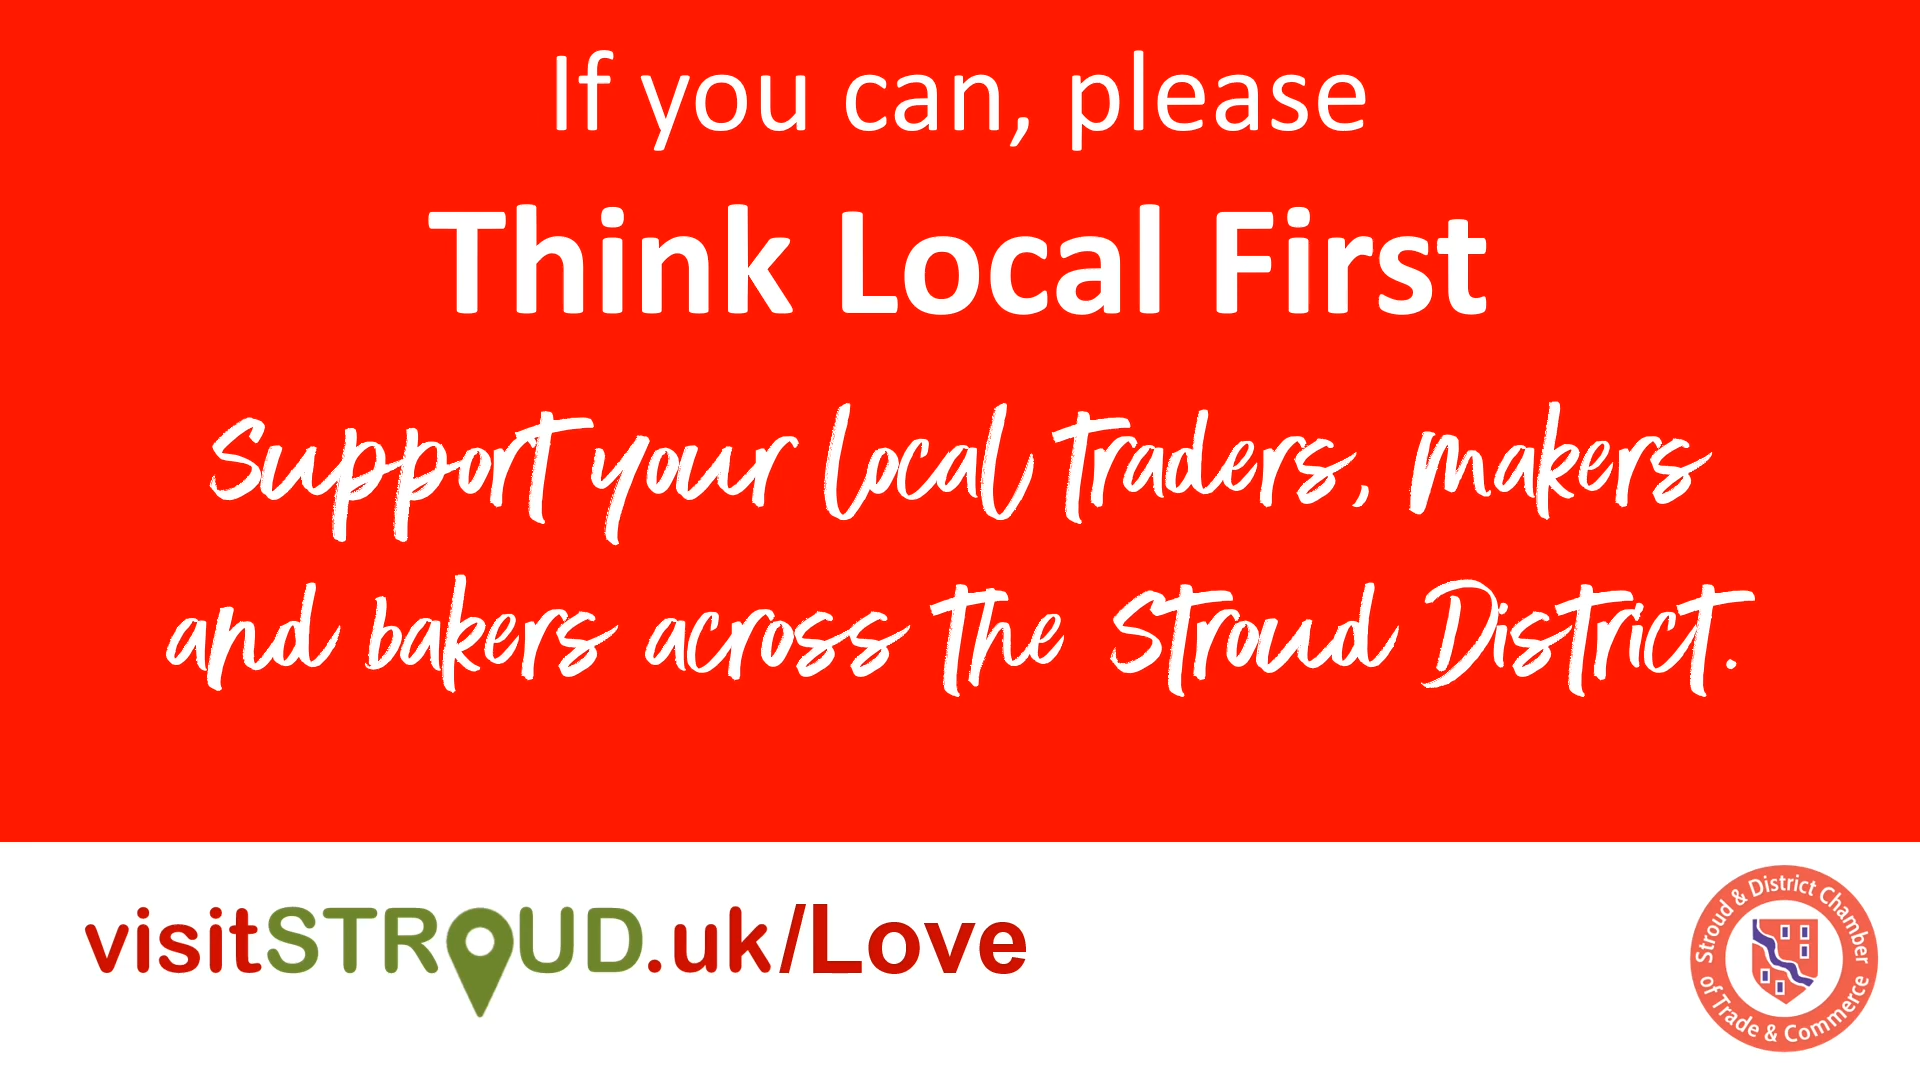 If you can, please
Think Local First
Support your local traders, makers
and bakers across the Stroud District.
visitSTROUD.uk/Love
Stroud & District Chamber
of Trade & Commerce